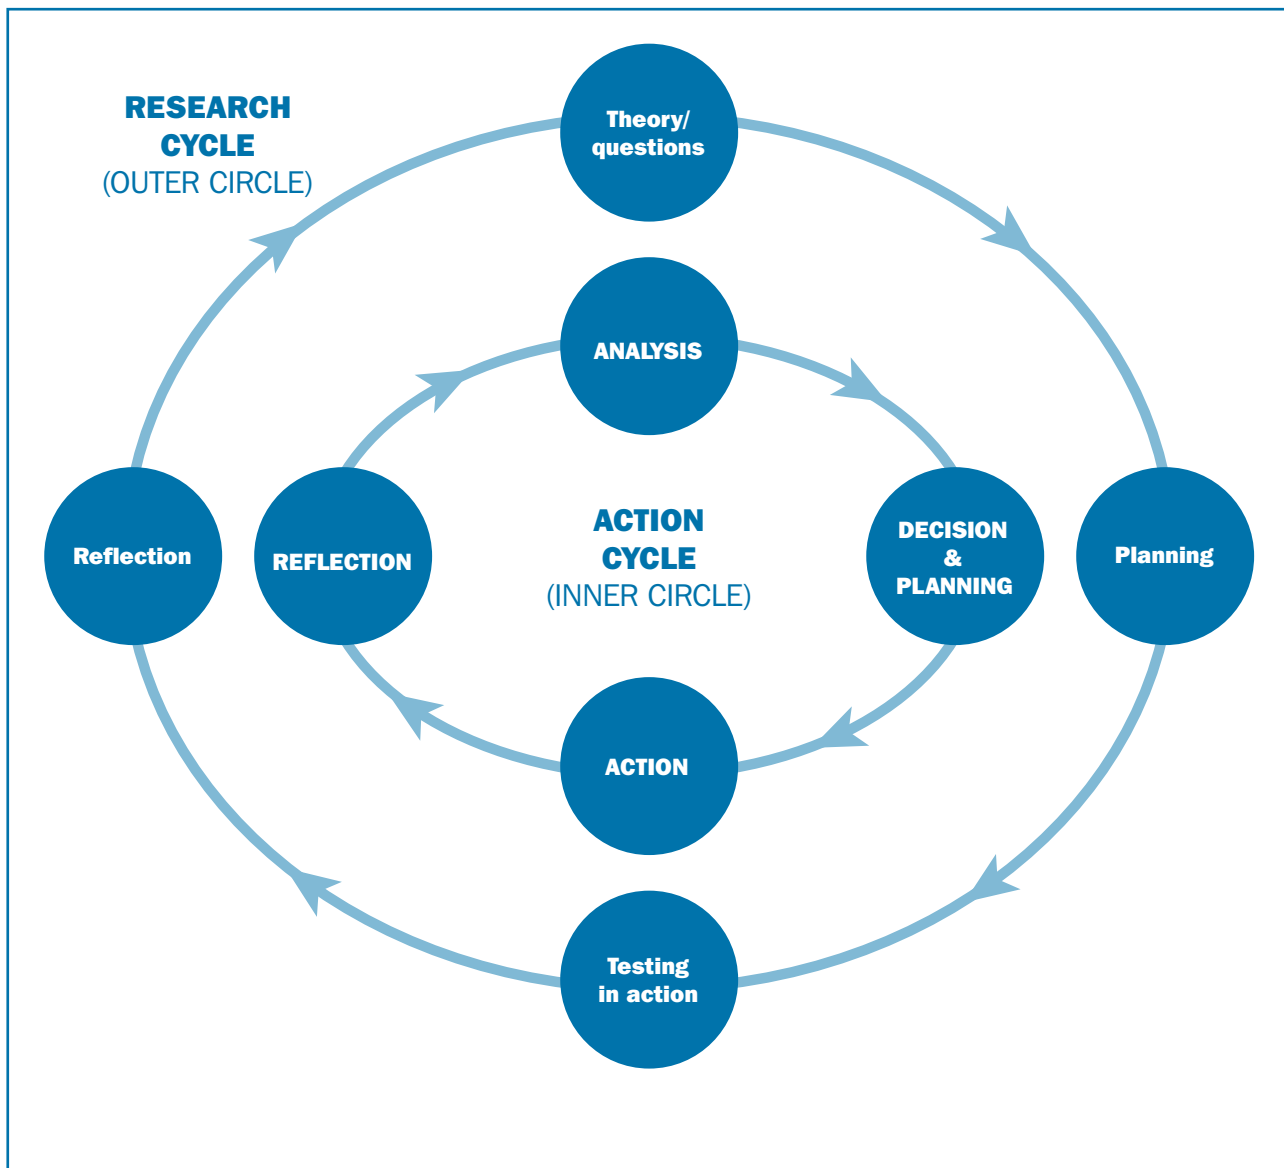 RESEARCH
CYCLE
(OUTER CIRCLE)
Theory/
questions
ANALYSIS
Reflection
REFLECTION
ACTION
CYCLE
(INNER CIRCLE)
DECISION
&
PLANNING
Planning
ACTION
Testing
in action